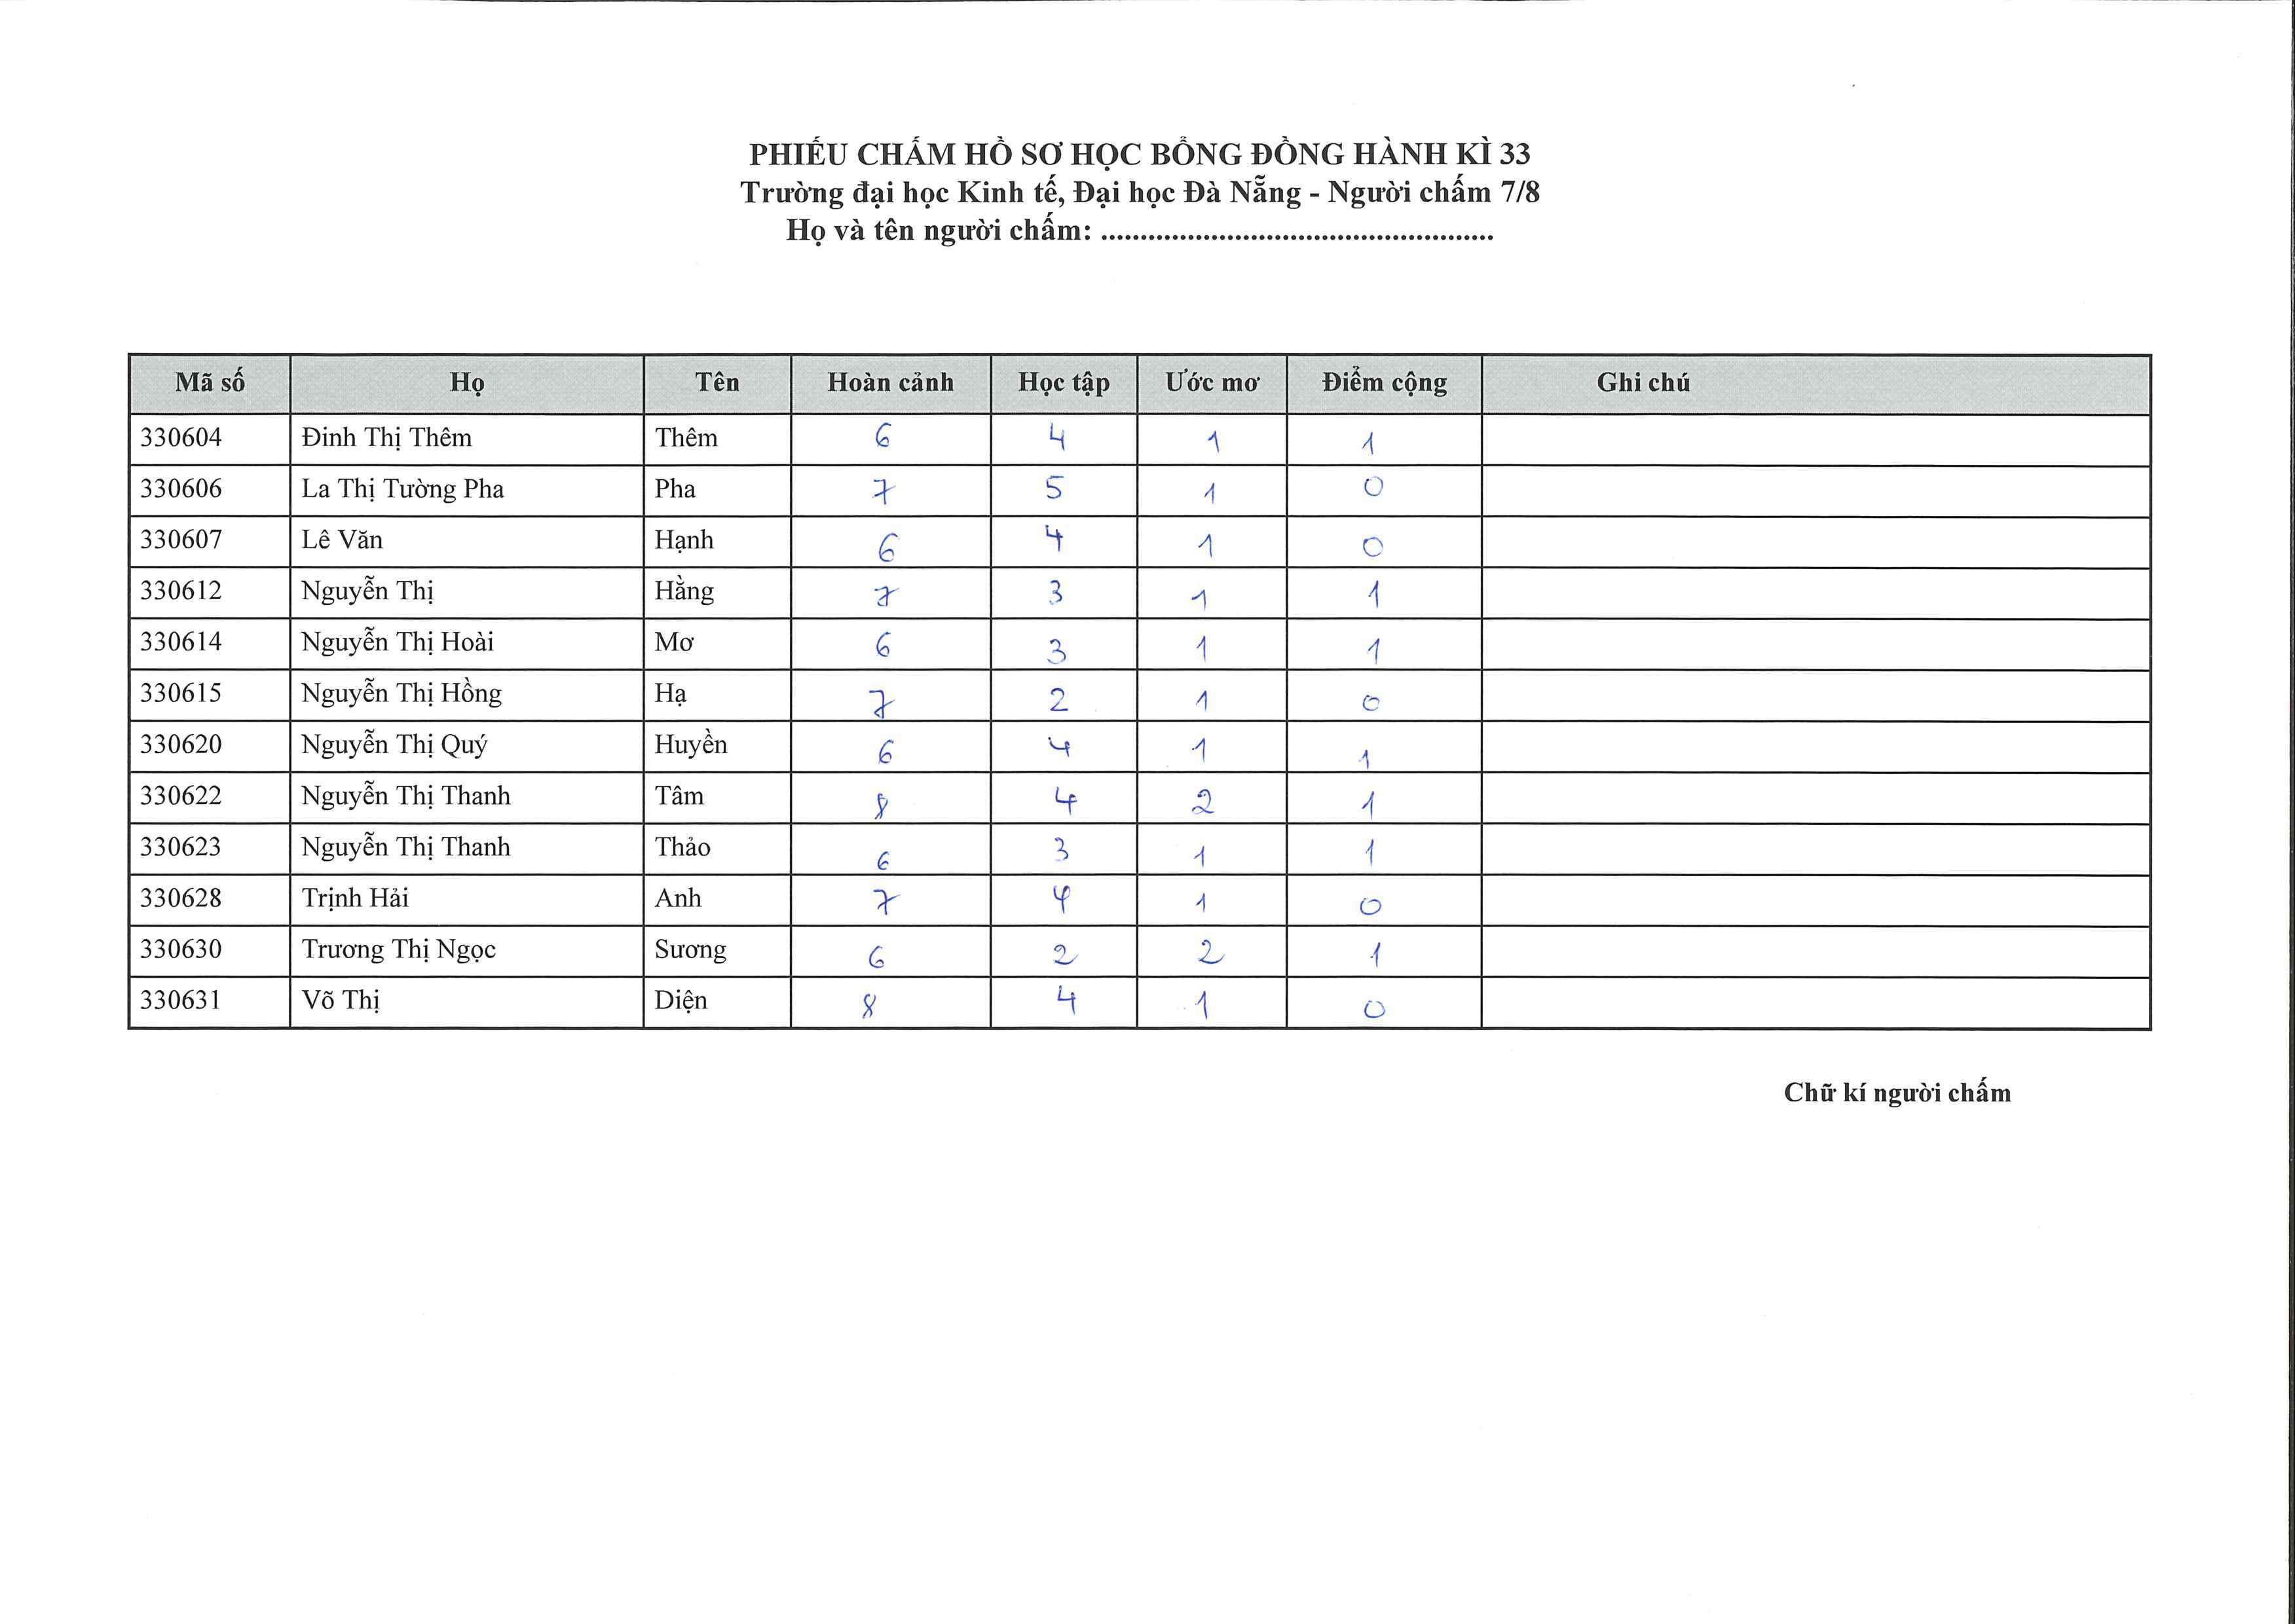 PHIẾU CHẤM HỒ SƠ HỌC BỔNG ĐỒNG HÀNH KÌ 33
Trường đại học Kinh tế, Đại học Đà Nẵng - Người chấm 7/8
Họ và tên người chấm: ..................................................
Mã số Họ Tên Hoàn cảnh Học tập Ước mơ Điểm cộng Ghi chú
330604 Đinh Thị Thêm Thêm 6 4 1 1
330606 La Thị Tường Pha Pha 7 5 1 0
330607 Lê Văn Hạnh 6 4 1 0
330612 Nguyễn Thị Hằng 7 3 1 1
330614 Nguyễn Thị Hoài Mơ 6 3 1 1
330615 Nguyễn Thị Hồng Hạ 7 2 1 0
330620 Nguyễn Thị Quý Huyền 6 4 1 1
330622 Nguyễn Thị Thanh Tâm 8 4 2 1
330623 Nguyễn Thị Thanh Thảo 6 3 1 1
330628 Trịnh Hải Anh 7 4 1 0
330630 Trương Thị Ngọc Sương 6 2 2 1
330631 Võ Thị Diện 8 4 1 0
Chữ kí người chấm